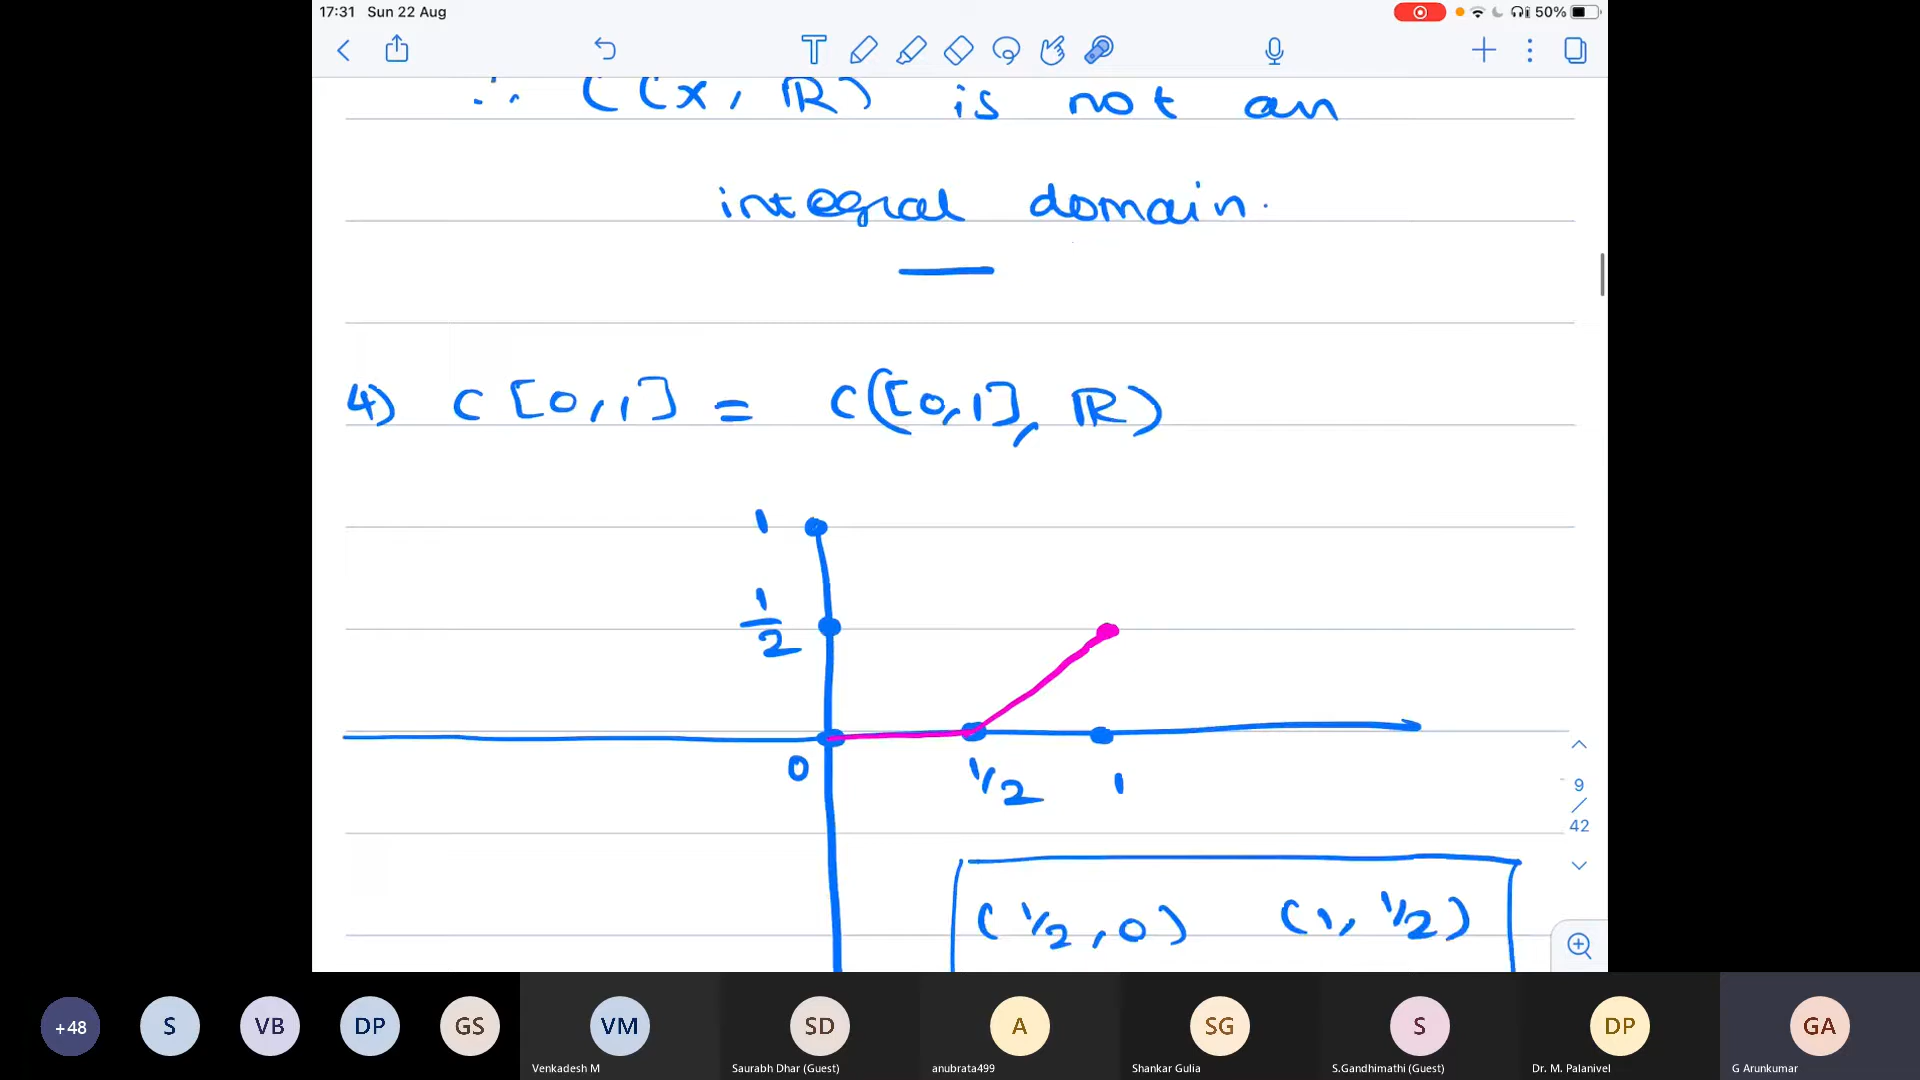 17:31 Sun 22 Aug 50%
∴ C(X, ℝ) is not an
integral domain.
4) C[0,1] = C([0,1], ℝ)
1
1/2
0 1/2 1
9
/
42
(1/2, 0) (1, 1/2)
+48 S VB DP GS VM SD A SG S DP GA
Venkadesh M Saurabh Dhar (Guest) anubrata499 Shankar Gulia S.Gandhimathi (Guest) Dr. M. Palanivel G Arunkumar